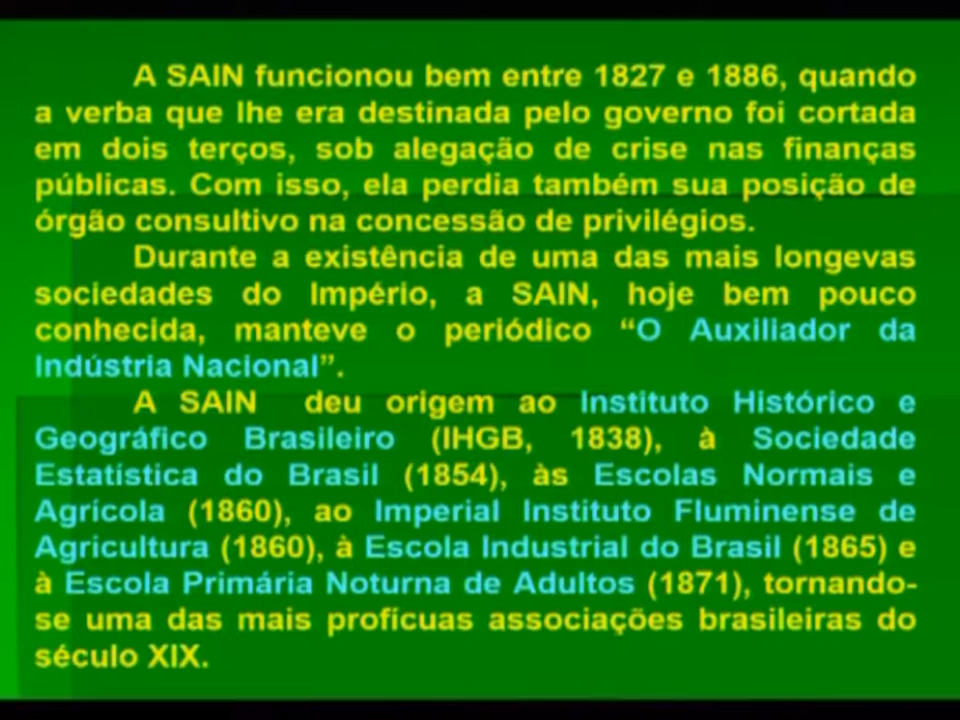 A SAIN funcionou bem entre 1827 e 1886, quando
a verba que lhe era destinada pelo governo foi cortada
em dois terços, sob alegação de crise nas finanças
públicas. Com isso, ela perdia também sua posição de
órgão consultivo na concessão de privilégios.
Durante a existência de uma das mais longevas
sociedades do Império, a SAIN, hoje bem pouco
conhecida, manteve o periódico “O Auxiliador da
Indústria Nacional”.
A SAIN deu origem ao Instituto Histórico e
Geográfico Brasileiro (IHGB, 1838), à Sociedade
Estatística do Brasil (1854), às Escolas Normais e
Agrícola (1860), ao Imperial Instituto Fluminense de
Agricultura (1860), à Escola Industrial do Brasil (1865) e
à Escola Primária Noturna de Adultos (1871), tornando-
se uma das mais profícuas associações brasileiras do
século XIX.